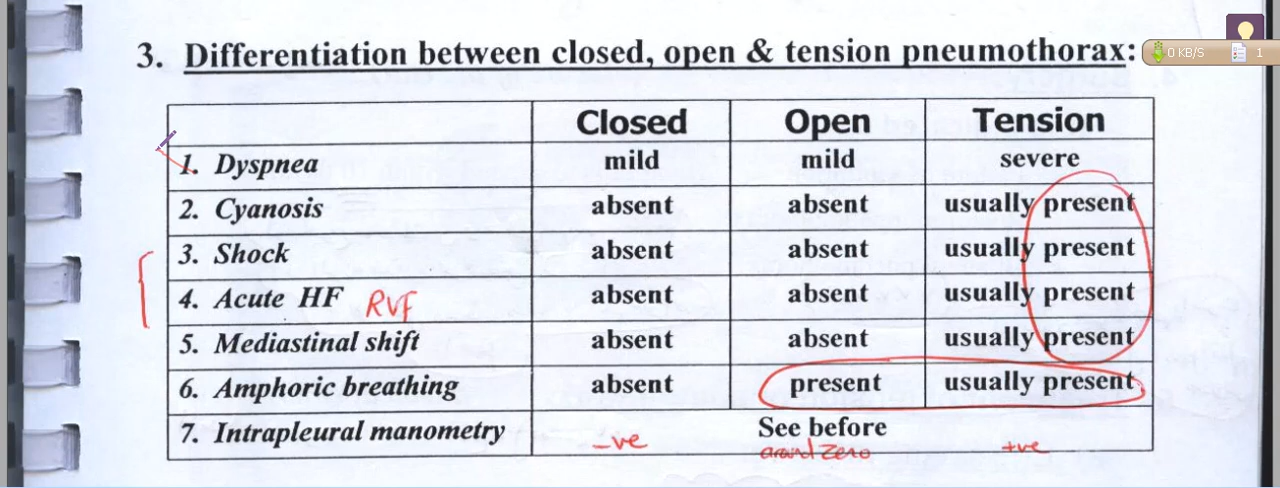 3. Differentiation between closed, open & tension pneumothorax:
0 KB/S 1
Closed Open Tension
1. Dyspnea mild mild severe
2. Cyanosis absent absent usually present
3. Shock absent absent usually present
4. Acute HF RVF absent absent usually present
5. Mediastinal shift absent absent usually present
6. Amphoric breathing absent present usually present
7. Intrapleural manometry See before
-ve around zero +ve